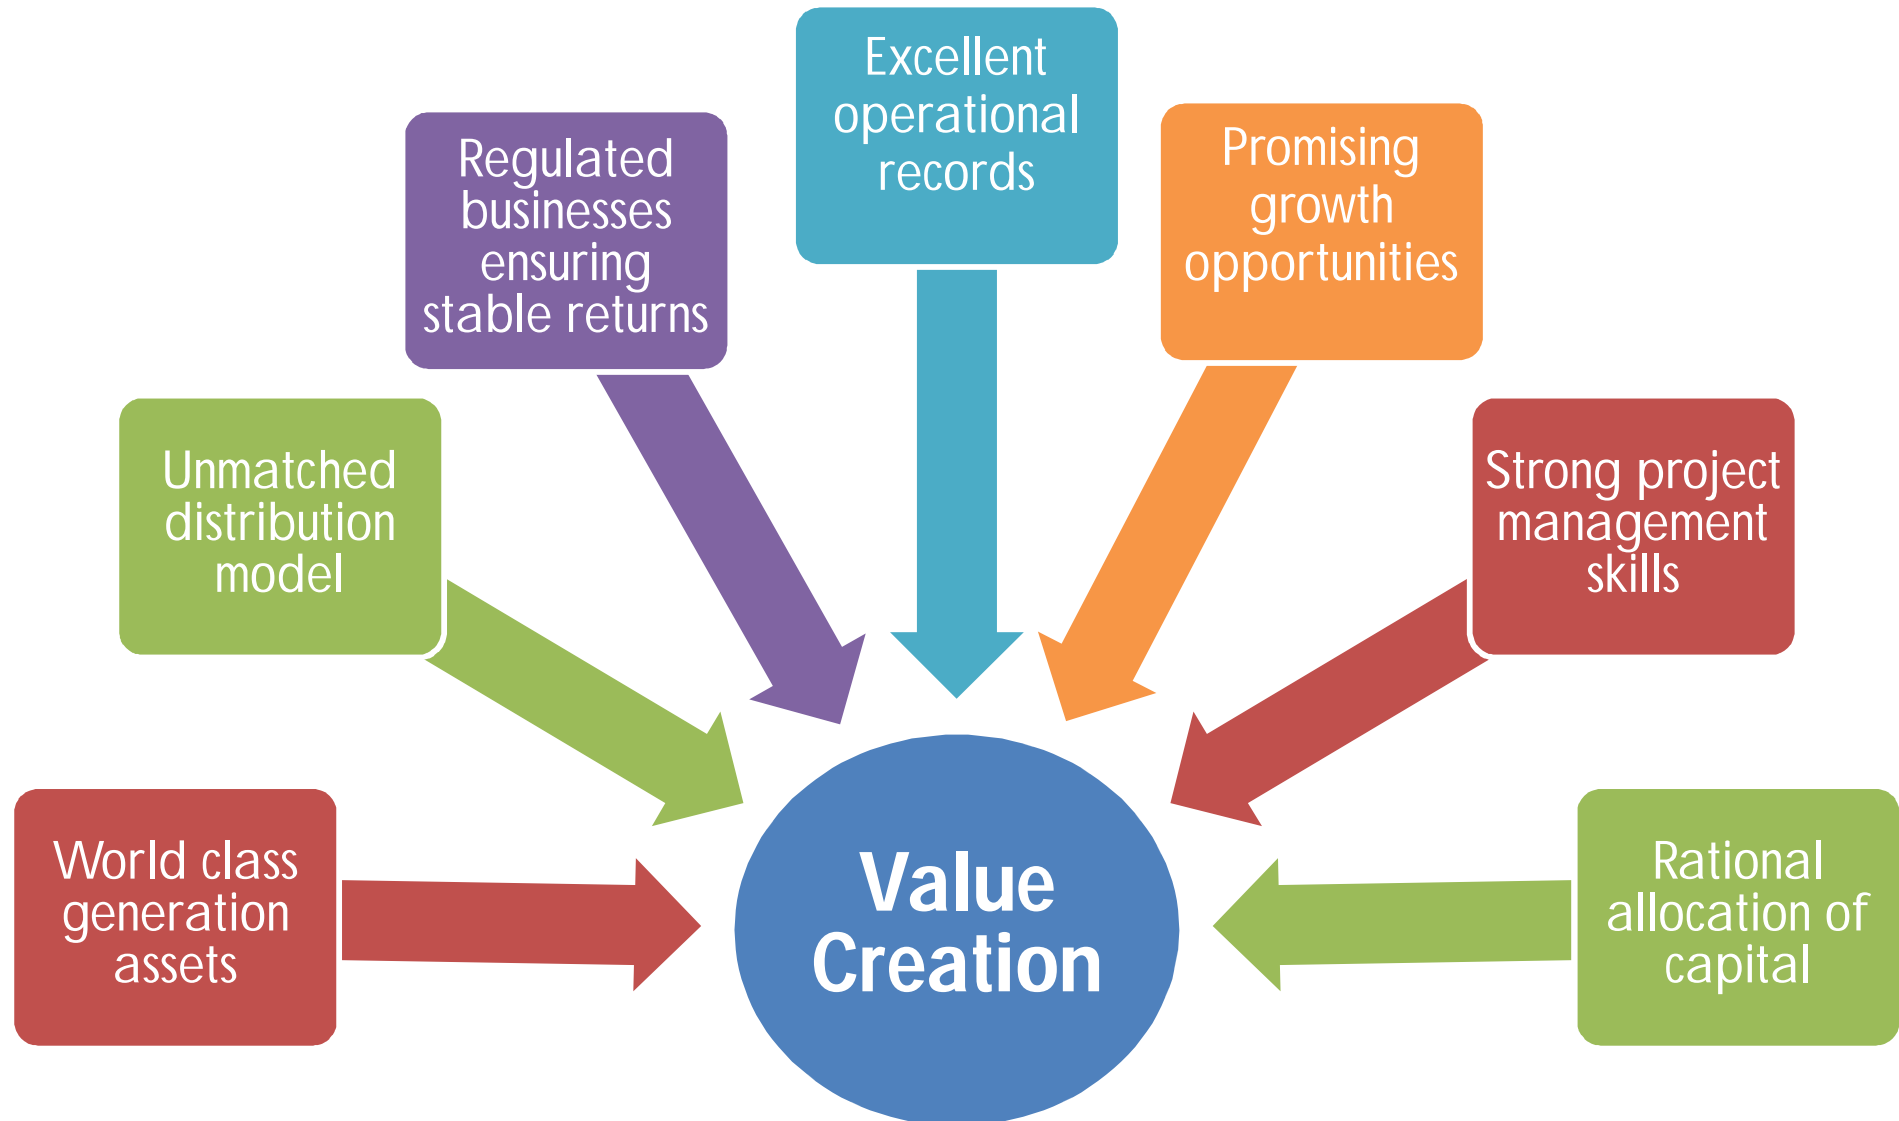 Excellent
operational
records
Regulated
businesses
ensuring
stable returns
Promising
growth
opportunities
Unmatched
distribution
model
Strong project
management
skills
World class
generation
assets
Value
Creation
Rational
allocation of
capital